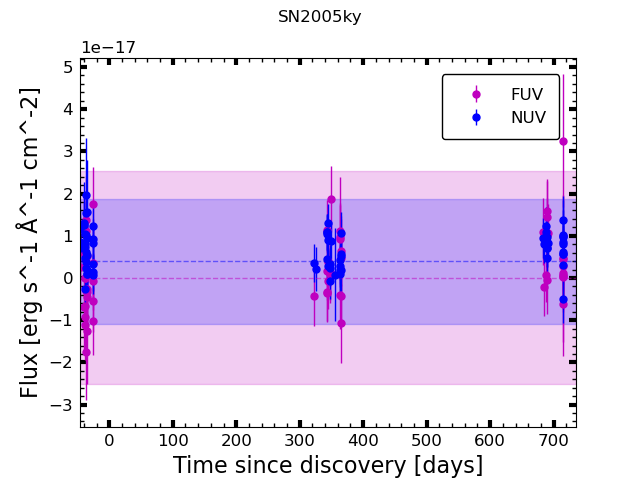 SN2005ky
1e−17
5
4
3
2
1
0
−1
−2
−3
Flux [erg s^-1 Å^-1 cm^-2]
FUV
NUV
0 100 200 300 400 500 600 700
Time since discovery [days]